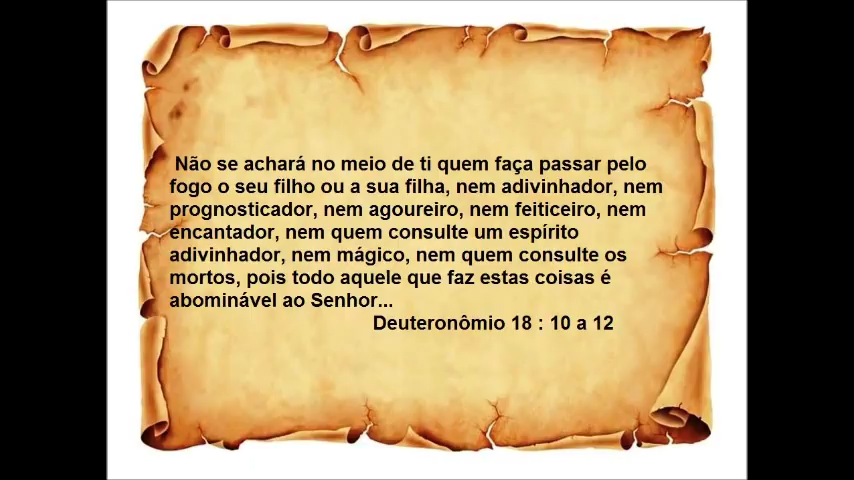 Não se achará no meio de ti quem faça passar pelo
fogo o seu filho ou a sua filha, nem adivinhador, nem
prognosticador, nem agoureiro, nem feiticeiro, nem
encantador, nem quem consulte um espírito
adivinhador, nem mágico, nem quem consulte os
mortos, pois todo aquele que faz estas coisas é
abominável ao Senhor...
Deuteronômio 18 : 10 a 12